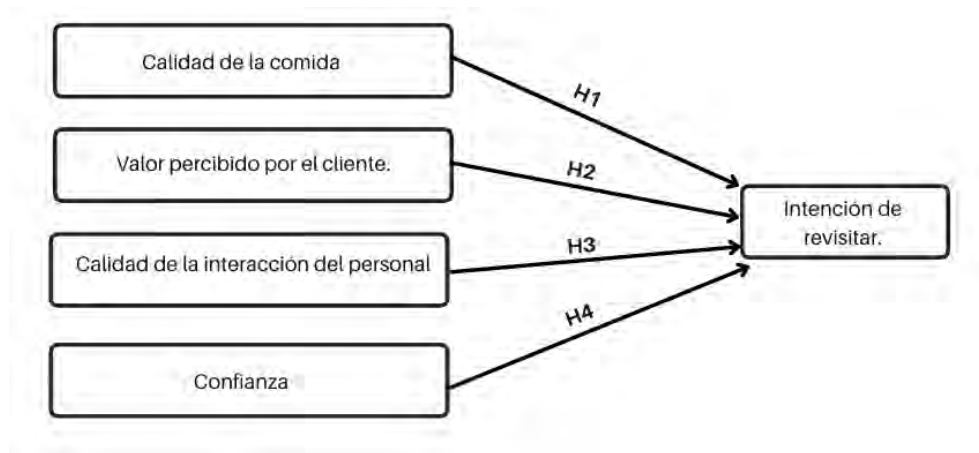 Calidad de la comida
H1
Valor percibido por el cliente.
H2
Intención de
revisitar.
Calidad de la interacción del personal
H3
H4
Confianza